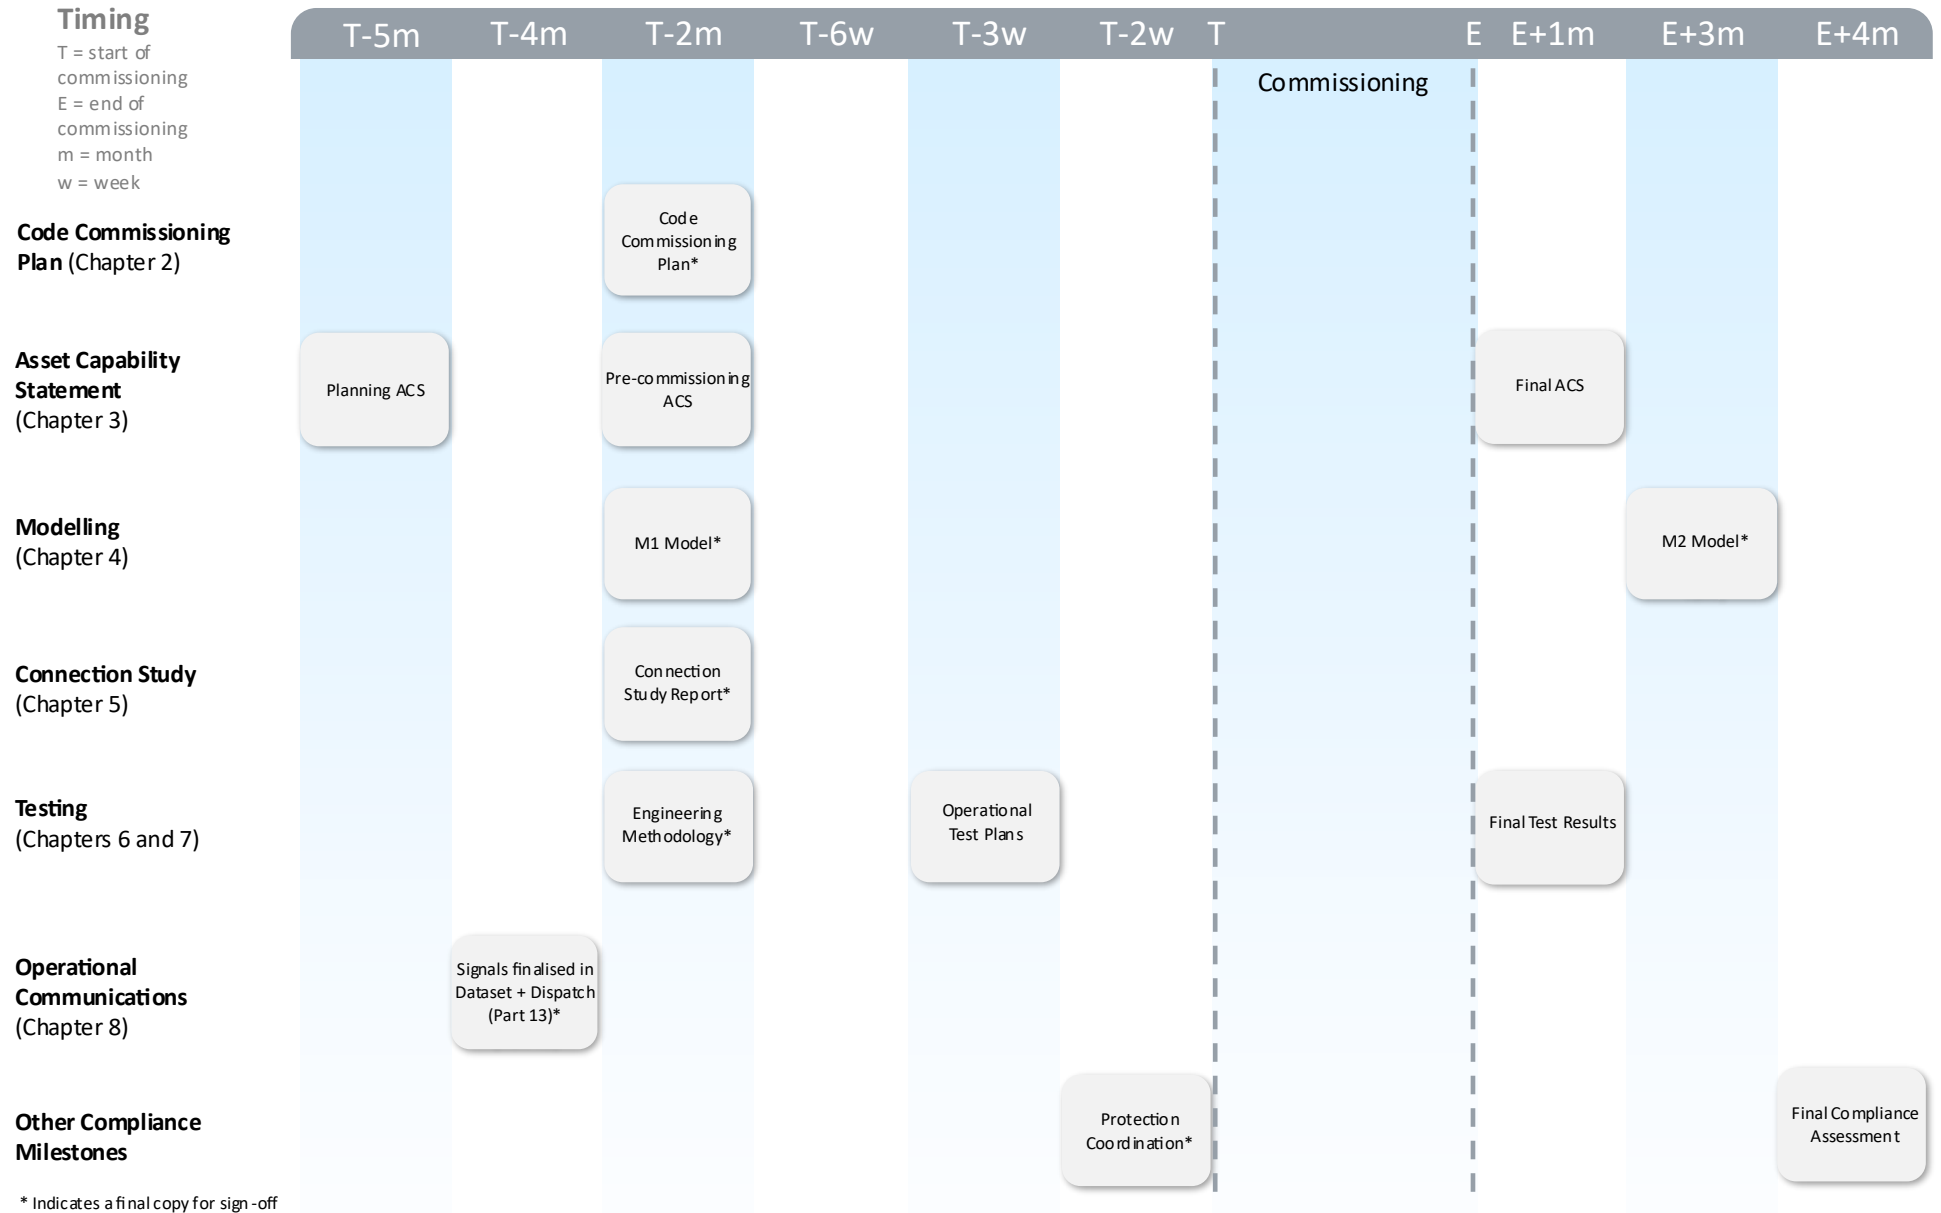 Timing
T = start of
commissioning
E = end of
commissioning
m = month
w = week
T-5m T-4m T-2m T-6w T-3w T-2w T E E+1m E+3m E+4m
Commissioning
Code Commissioning
Plan (Chapter 2)
Code
Commissioning
Plan*
Asset Capability
Statement
(Chapter 3)
Planning ACS
Pre-commissioning
ACS
Final ACS
Modelling
(Chapter 4)
M1 Model*
M2 Model*
Connection Study
(Chapter 5)
Connection
Study Report*
Testing
(Chapters 6 and 7)
Engineering
Methodology*
Operational
Test Plans
Final Test Results
Operational
Communications
(Chapter 8)
Signals finalised in
Dataset + Dispatch
(Part 13)*
Other Compliance
Milestones
Protection
Coordination*
Final Compliance
Assessment
* Indicates a final copy for sign-off